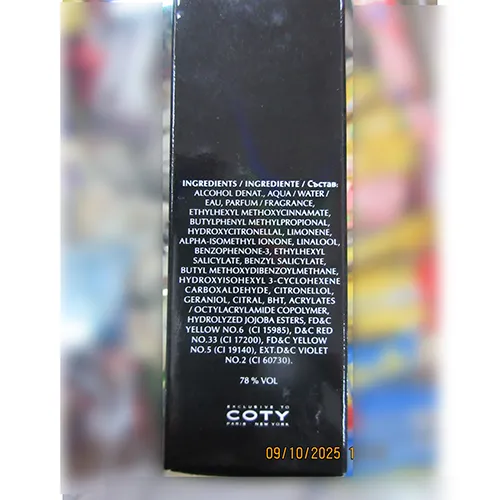 INGREDIENTS / INGREDIENTE / Състав:
ALCOHOL DENAT., AQUA / WATER /
EAU, PARFUM / FRAGRANCE,
ETHYLHEXYL METHOXYCINNAMATE,
BUTYLPHENYL METHYLPROPIONAL,
HYDROXYCITRONELLAL, LIMONENE,
ALPHA-ISOMETHYL IONONE, LINALOOL,
BENZOPHENONE-3, ETHYLHEXYL
SALICYLATE, BENZYL SALICYLATE,
BUTYL METHOXYDIBENZOYLMETHANE,
HYDROXYISOHEXYL 3-CYCLOHEXENE
CARBOXALDEHYDE, CITRONELLOL,
GERANIOL, CITRAL, BHT, ACRYLATES
/ OCTYLACRYLAMIDE COPOLYMER,
HYDROLYZED JOJOBA ESTERS, FD&C
YELLOW NO.6 (CI 15985), D&C RED
NO.33 (CI 17200), FD&C YELLOW
NO.5 (CI 19140), EXT.D&C VIOLET
NO.2 (CI 60730).
78 % VOL
EXCLUSIVE TO
COTY
PARIS NEW YORK
09/10/2025